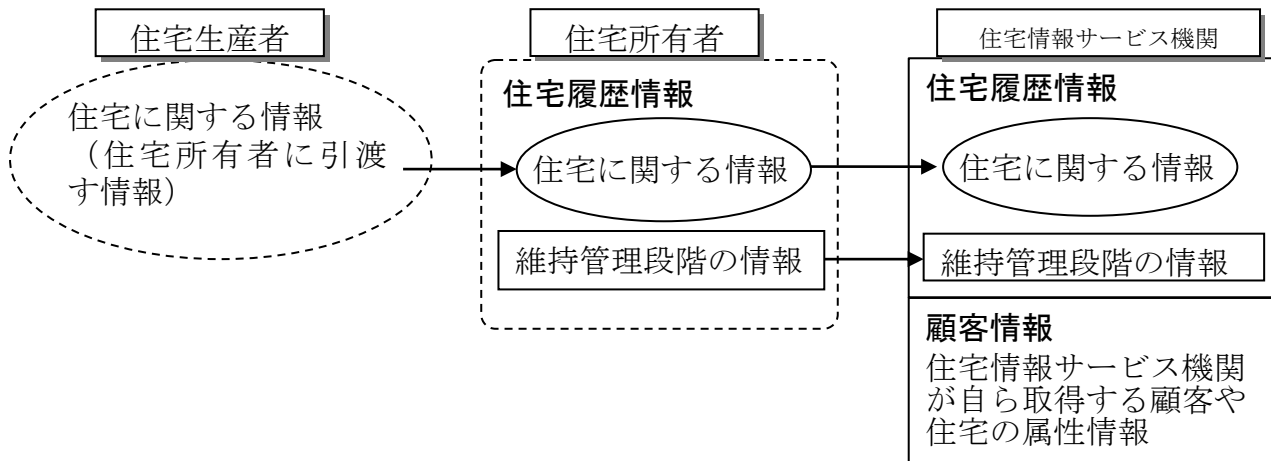 住宅生産者
住宅に関する情報
（住宅所有者に引渡
す情報）
住宅所有者
住宅履歴情報
住宅に関する情報
維持管理段階の情報
住宅情報サービス機関
住宅履歴情報
住宅に関する情報
維持管理段階の情報
顧客情報
住宅情報サービス機関
が自ら取得する顧客や
住宅の属性情報